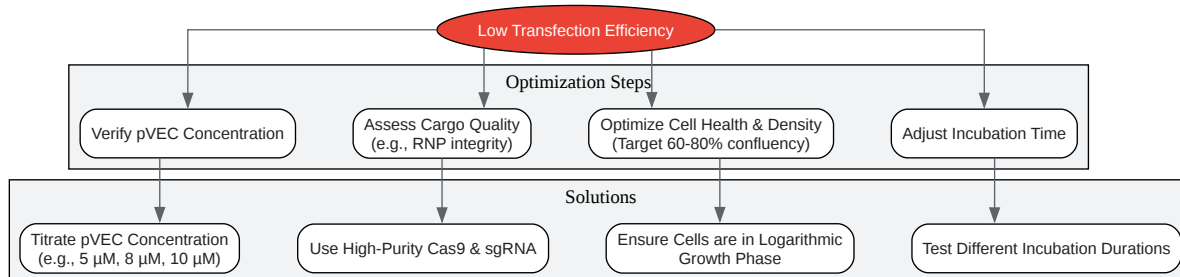 Low Transfection Efficiency
Optimization Steps
Verify pVEC Concentration
Assess Cargo Quality
(e.g., RNP integrity)
Optimize Cell Health & Density
(Target 60-80% confluency)
Adjust Incubation Time
Solutions
Titrate pVEC Concentration
(e.g., 5 µM, 8 µM, 10 µM)
Use High-Purity Cas9 & sgRNA
Ensure Cells are in Logarithmic
Growth Phase
Test Different Incubation Durations